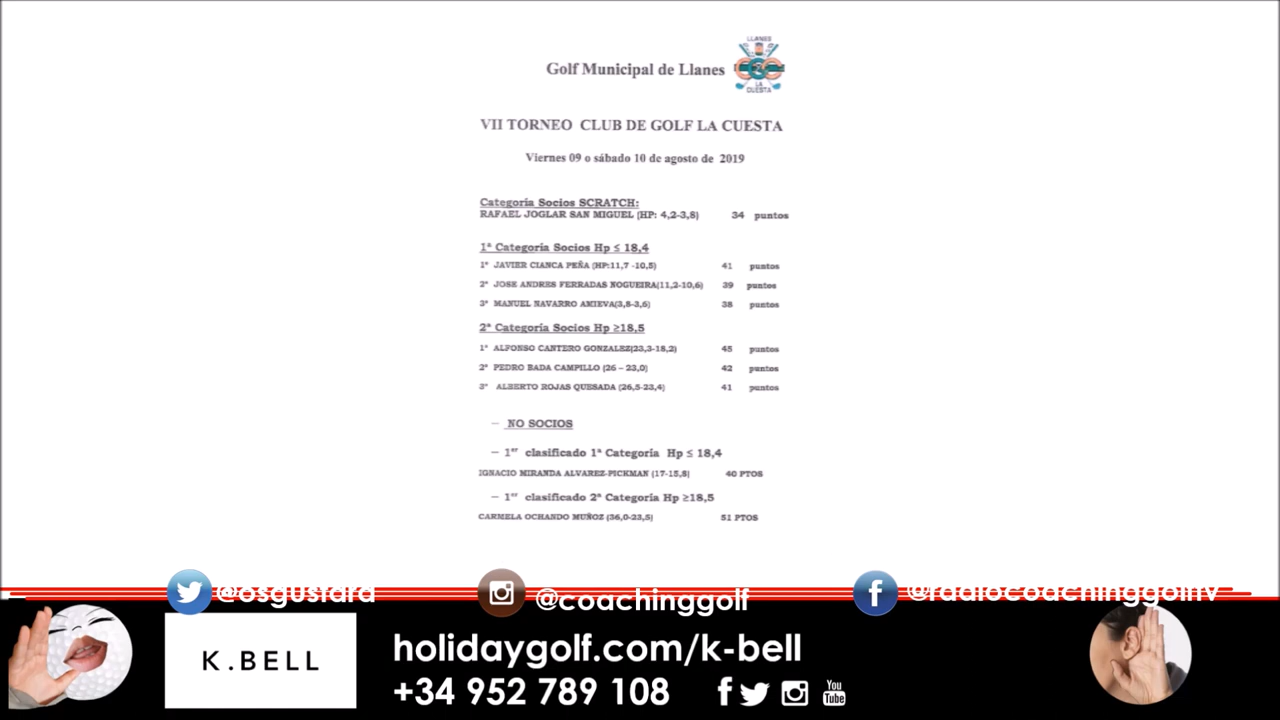 LLANES
Golf Municipal de Llanes
LA
CUESTA
VII TORNEO CLUB DE GOLF LA CUESTA
Viernes 09 o sábado 10 de agosto de 2019
Categoría Socios SCRATCH:
RAFAEL JOGLAR SAN MIGUEL (HP: 4,2-3,8) 34 puntos
1ª Categoría Socios Hp ≤ 18,4
1º JAVIER CIANCA PEÑA (HP:11,7 -10,5) 41 puntos
2º JOSE ANDRES FERRADAS NOGUEIRA(11,2-10,6) 39 puntos
3º MANUEL NAVARRO AMIEVA(3,8-3,6) 38 puntos
2ª Categoría Socios Hp ≥18,5
1º ALFONSO CANTERO GONZALEZ(23,3-18,2) 45 puntos
2º PEDRO BADA CAMPILLO (26 – 23,0) 42 puntos
3º ALBERTO ROJAS QUESADA (26,5-23,4) 41 puntos
– NO SOCIOS
– 1er clasificado 1ª Categoría Hp ≤ 18,4
IGNACIO MIRANDA ALVAREZ-PICKMAN (17-15,8) 40 PTOS
– 1er clasificado 2ª Categoría Hp ≥18,5
CARMELA OCHANDO MUÑOZ (36,0-23,5) 51 PTOS
@osgustara @coachinggolf @radiocoachinggolftv
K.BELL
holidaygolf.com/k-bell
+34 952 789 108
You
Tube